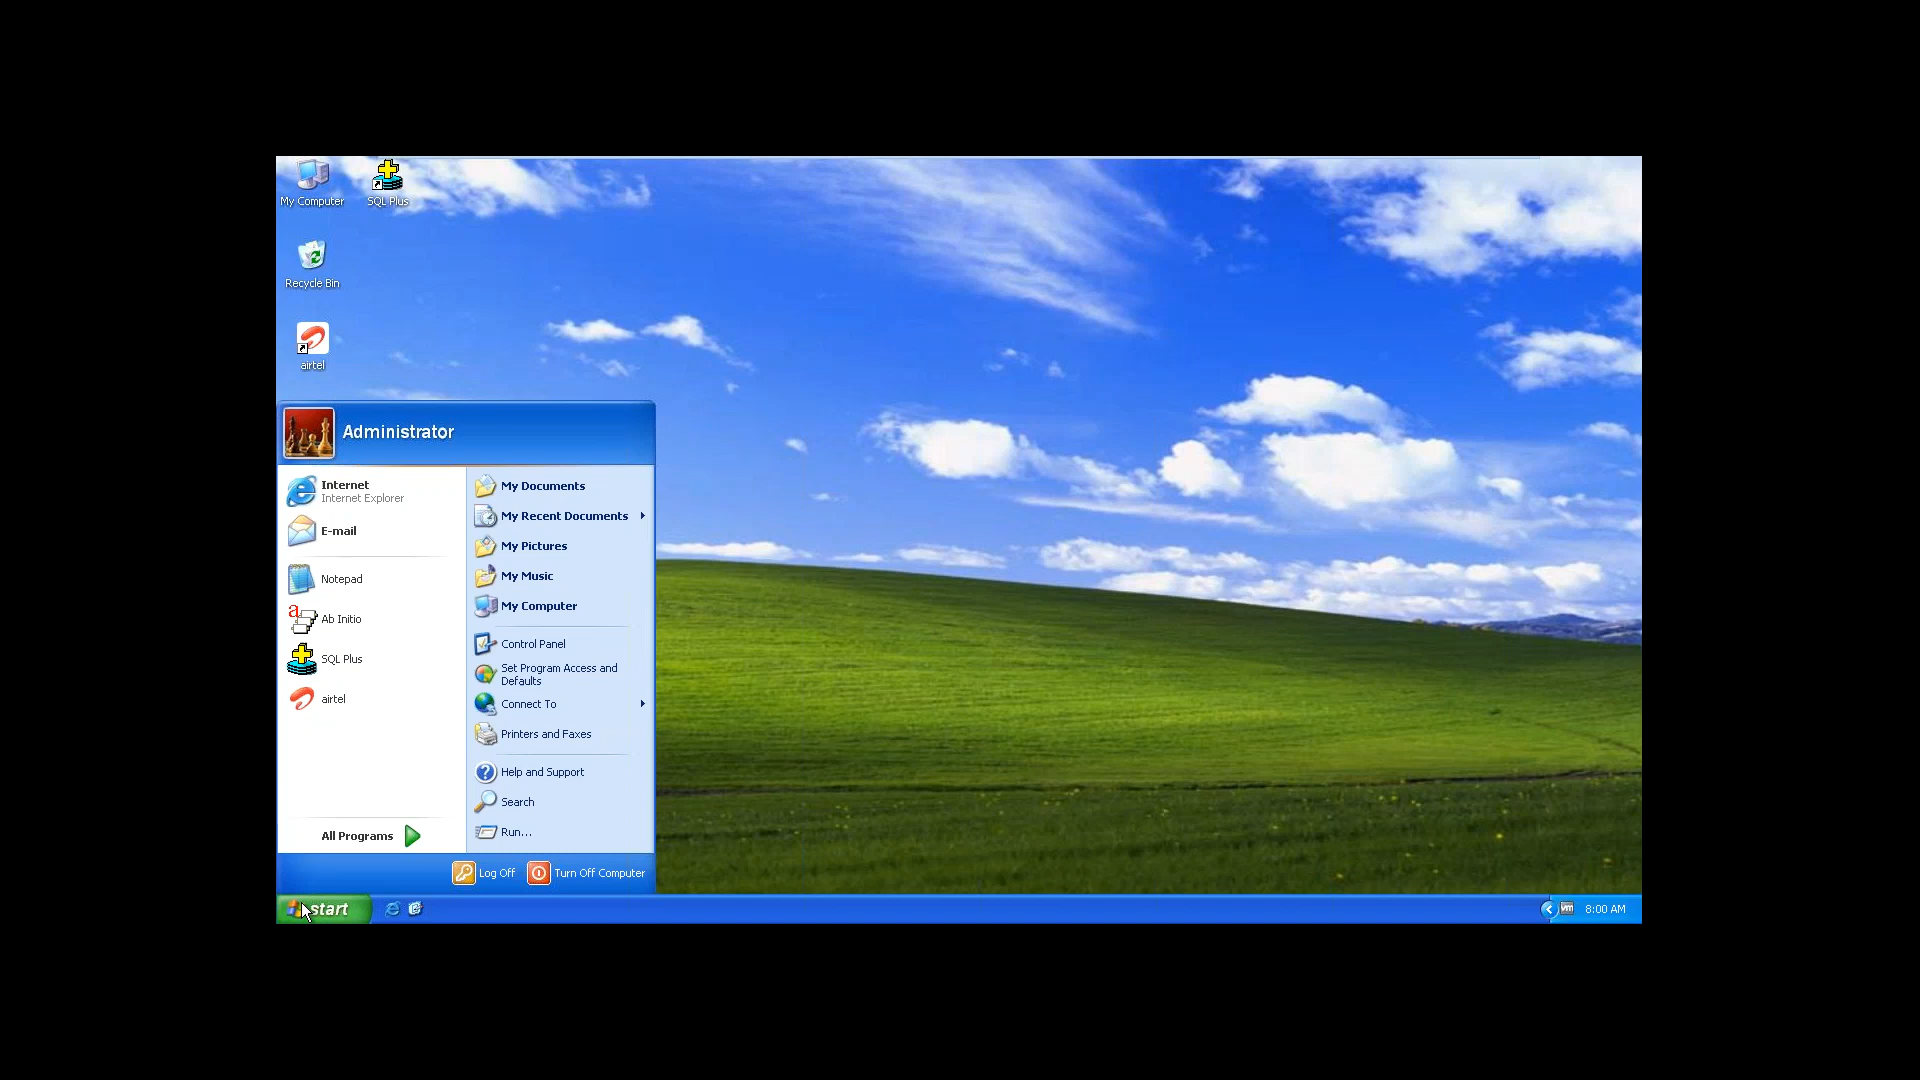 My Computer
SQL Plus
Recycle Bin
airtel
Administrator
Internet
Internet Explorer
E-mail
Notepad
Ab Initio
SQL Plus
airtel
All Programs
My Documents
My Recent Documents
My Pictures
My Music
My Computer
Control Panel
Set Program Access and
Defaults
Connect To
Printers and Faxes
Help and Support
Search
Run...
Log Off
Turn Off Computer
start
8:00 AM